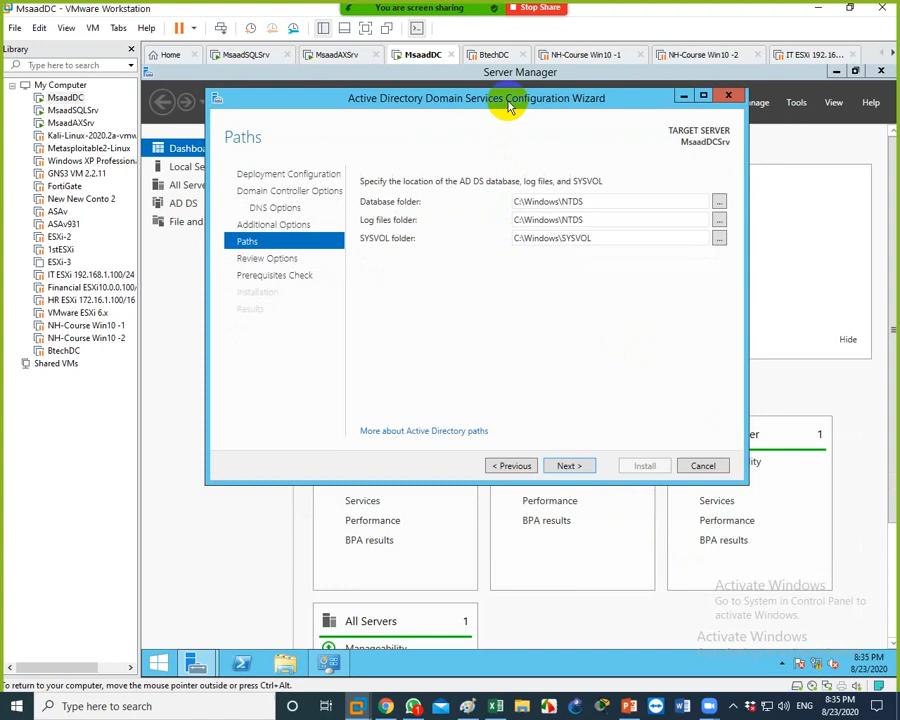 MsaadDC - VMware Workstation
You are screen sharing
Stop Share
File Edit View VM Tabs Help
Library
Type here to search
My Computer
MsaadDC
MsaadSQLSrv
MsaadAXSrv
Kali-Linux-2020.2a-vmw
Metasploitable2-Linux
Windows XP Profession
GNS3 VM 2.2.11
FortiGate
New New Conto 2
ASAv
ASAv931
ESXi-2
1stESXi
ESXi-3
IT ESXi 192.168.1.100/24
Financial ESXi10.0.0.100/
HR ESXi 172.16.1.100/16
VMware ESXi 6.x
NH-Course Win10 -1
NH-Course Win10 -2
BtechDC
Shared VMs
Home MsaadSQLSrv MsaadAXSrv MsaadDC BtechDC NH-Course Win10 -1 NH-Course Win10 -2 IT ESXi 192.16...
Server Manager
nage Tools View Help
Dashbo
Local Se
All Serve
AD DS
File and
Active Directory Domain Services Configuration Wizard
Paths
TARGET SERVER
MsaadDCSrv
Deployment Configuration
Domain Controller Options
DNS Options
Additional Options
Paths
Review Options
Prerequisites Check
Installation
Results
Specify the location of the AD DS database, log files, and SYSVOL
Database folder: C:\Windows\NTDS ...
Log files folder: C:\Windows\NTDS ...
SYSVOL folder: C:\Windows\SYSVOL ...
More about Active Directory paths
< Previous Next > Install Cancel
Hide
er 1
ility
Services
Performance
BPA results
Performance
BPA results
Services
Performance
BPA results
All Servers 1
Manageability
Activate Windows
Go to System in Control Panel to
activate Windows.
Activate Windows
8:35 PM
8/23/2020
To return to your computer, move the mouse pointer outside or press Ctrl+Alt.
Type here to search
ENG
8:35 PM
8/23/2020